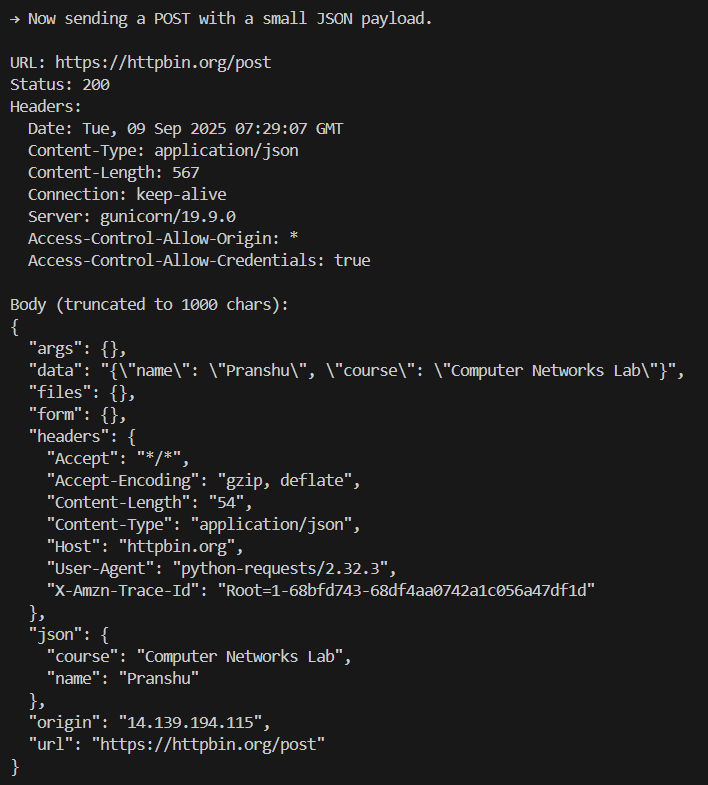 → Now sending a POST with a small JSON payload.

URL: https://httpbin.org/post
Status: 200
Headers:
  Date: Tue, 09 Sep 2025 07:29:07 GMT
  Content-Type: application/json
  Content-Length: 567
  Connection: keep-alive
  Server: gunicorn/19.9.0
  Access-Control-Allow-Origin: *
  Access-Control-Allow-Credentials: true

Body (truncated to 1000 chars):
{
  "args": {},
  "data": "{\"name\": \"Pranshu\", \"course\": \"Computer Networks Lab\"}",
  "files": {},
  "form": {},
  "headers": {
    "Accept": "*/*",
    "Accept-Encoding": "gzip, deflate",
    "Content-Length": "54",
    "Content-Type": "application/json",
    "Host": "httpbin.org",
    "User-Agent": "python-requests/2.32.3",
    "X-Amzn-Trace-Id": "Root=1-68bfd743-68df4aa0742a1c056a47df1d"
  },
  "json": {
    "course": "Computer Networks Lab",
    "name": "Pranshu"
  },
  "origin": "14.139.194.115",
  "url": "https://httpbin.org/post"
}